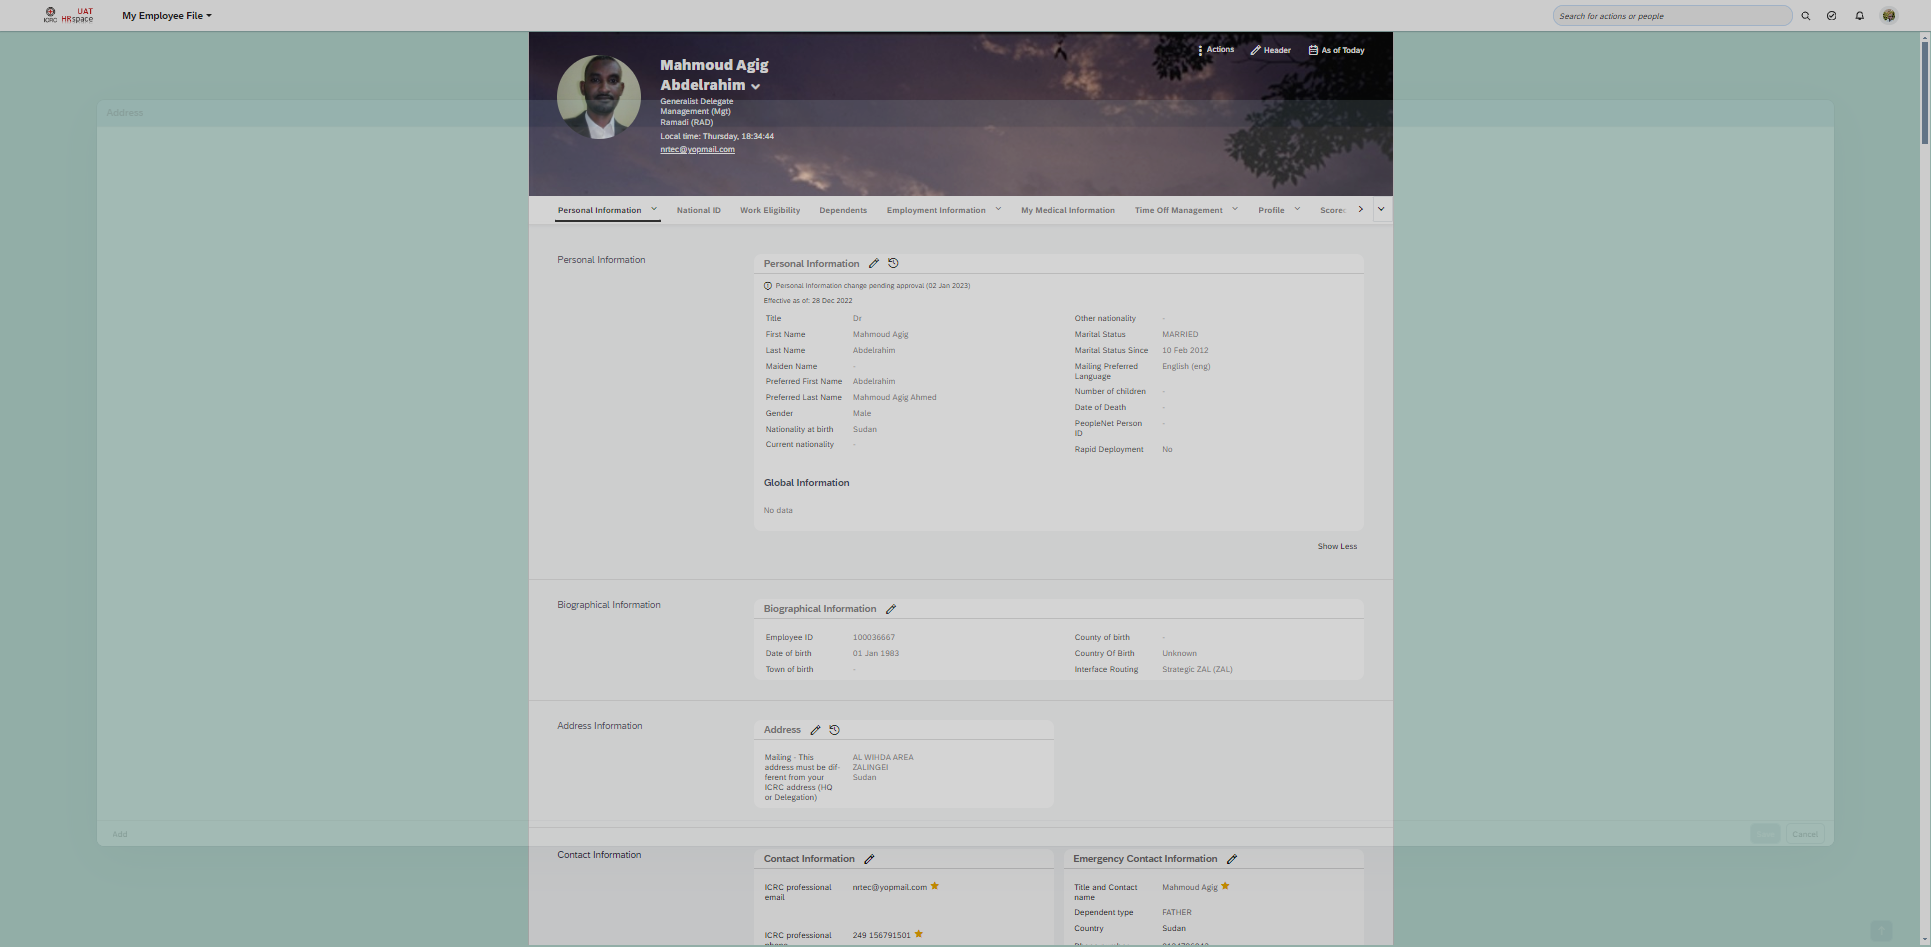 ICRC
UAT
HRspace
My Employee File
Search for actions or people
Actions
Header
As of Today
Mahmoud Agig
Abdelrahim
Generalist Delegate
Management (Mgt)
Ramadi (RAD)
Local time: Thursday, 18:34:44
nrtec@yopmail.com
Address
Personal Information
National ID
Work Eligibility
Dependents
Employment Information
My Medical Information
Time Off Management
Profile
Personal Information
Personal Information
Personal Information change pending approval (02 Jan 2023)
Effective as of: 28 Dec 2022
Title Dr
First Name Mahmoud Agig
Last Name Abdelrahim
Maiden Name -
Preferred First Name Abdelrahim
Preferred Last Name Mahmoud Agig Ahmed
Gender Male
Nationality at birth Sudan
Current nationality -
Other nationality -
Marital Status MARRIED
Marital Status Since 10 Feb 2012
Mailing Preferred English (eng)
Language
Number of children -
Date of Death -
PeopleNet Person -
ID
Rapid Deployment No
Global Information
No data
Show Less
Biographical Information
Biographical Information
Employee ID 100036667
Date of birth 01 Jan 1983
Town of birth -
County of birth -
Country Of Birth Unknown
Interface Routing Strategic ZAL (ZAL)
Address Information
Address
Mailing - This AL WIHDA AREA
address must be dif- ZALINGEI
ferent from your Sudan
ICRC address (HQ
or Delegation)
Add
Cancel
Contact Information
Contact Information
ICRC professional nrtec@yopmail.com
email
ICRC professional 249 156791501
Emergency Contact Information
Title and Contact Mahmoud Agig
name
Dependent type FATHER
Country Sudan